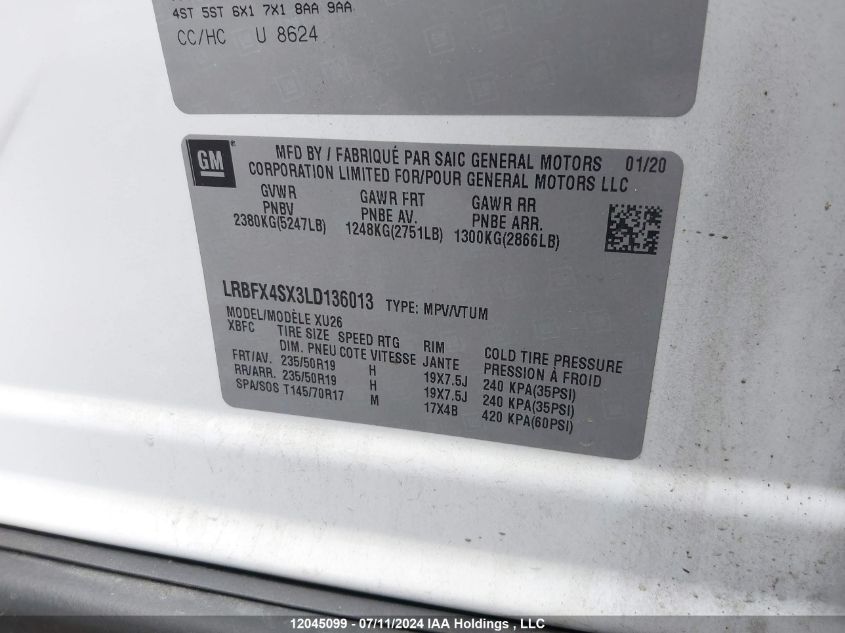 4ST 5ST 6X1 7X1 8AA 9AA
CC/HC U 8624
GM
MFD BY / FABRIQUÉ PAR SAIC GENERAL MOTORS 01/20
CORPORATION LIMITED FOR/POUR GENERAL MOTORS LLC
GVWR GAWR FRT GAWR RR
PNBV PNBE AV. PNBE ARR.
2380KG(5247LB) 1248KG(2751LB) 1300KG(2866LB)
LRBFX4SX3LD136013 TYPE: MPV/VTUM
MODEL/MODÈLE XU26
XBFC TIRE SIZE SPEED RTG RIM COLD TIRE PRESSURE
DIM. PNEU COTE VITESSE JANTE PRESSION À FROID
FRT/AV. 235/50R19 H 19X7.5J 240 KPA(35PSI)
RR/ARR. 235/50R19 H 19X7.5J 240 KPA(35PSI)
SPA/SOS T145/70R17 M 17X4B 420 KPA(60PSI)
12045099 - 07/11/2024 IAA Holdings , LLC